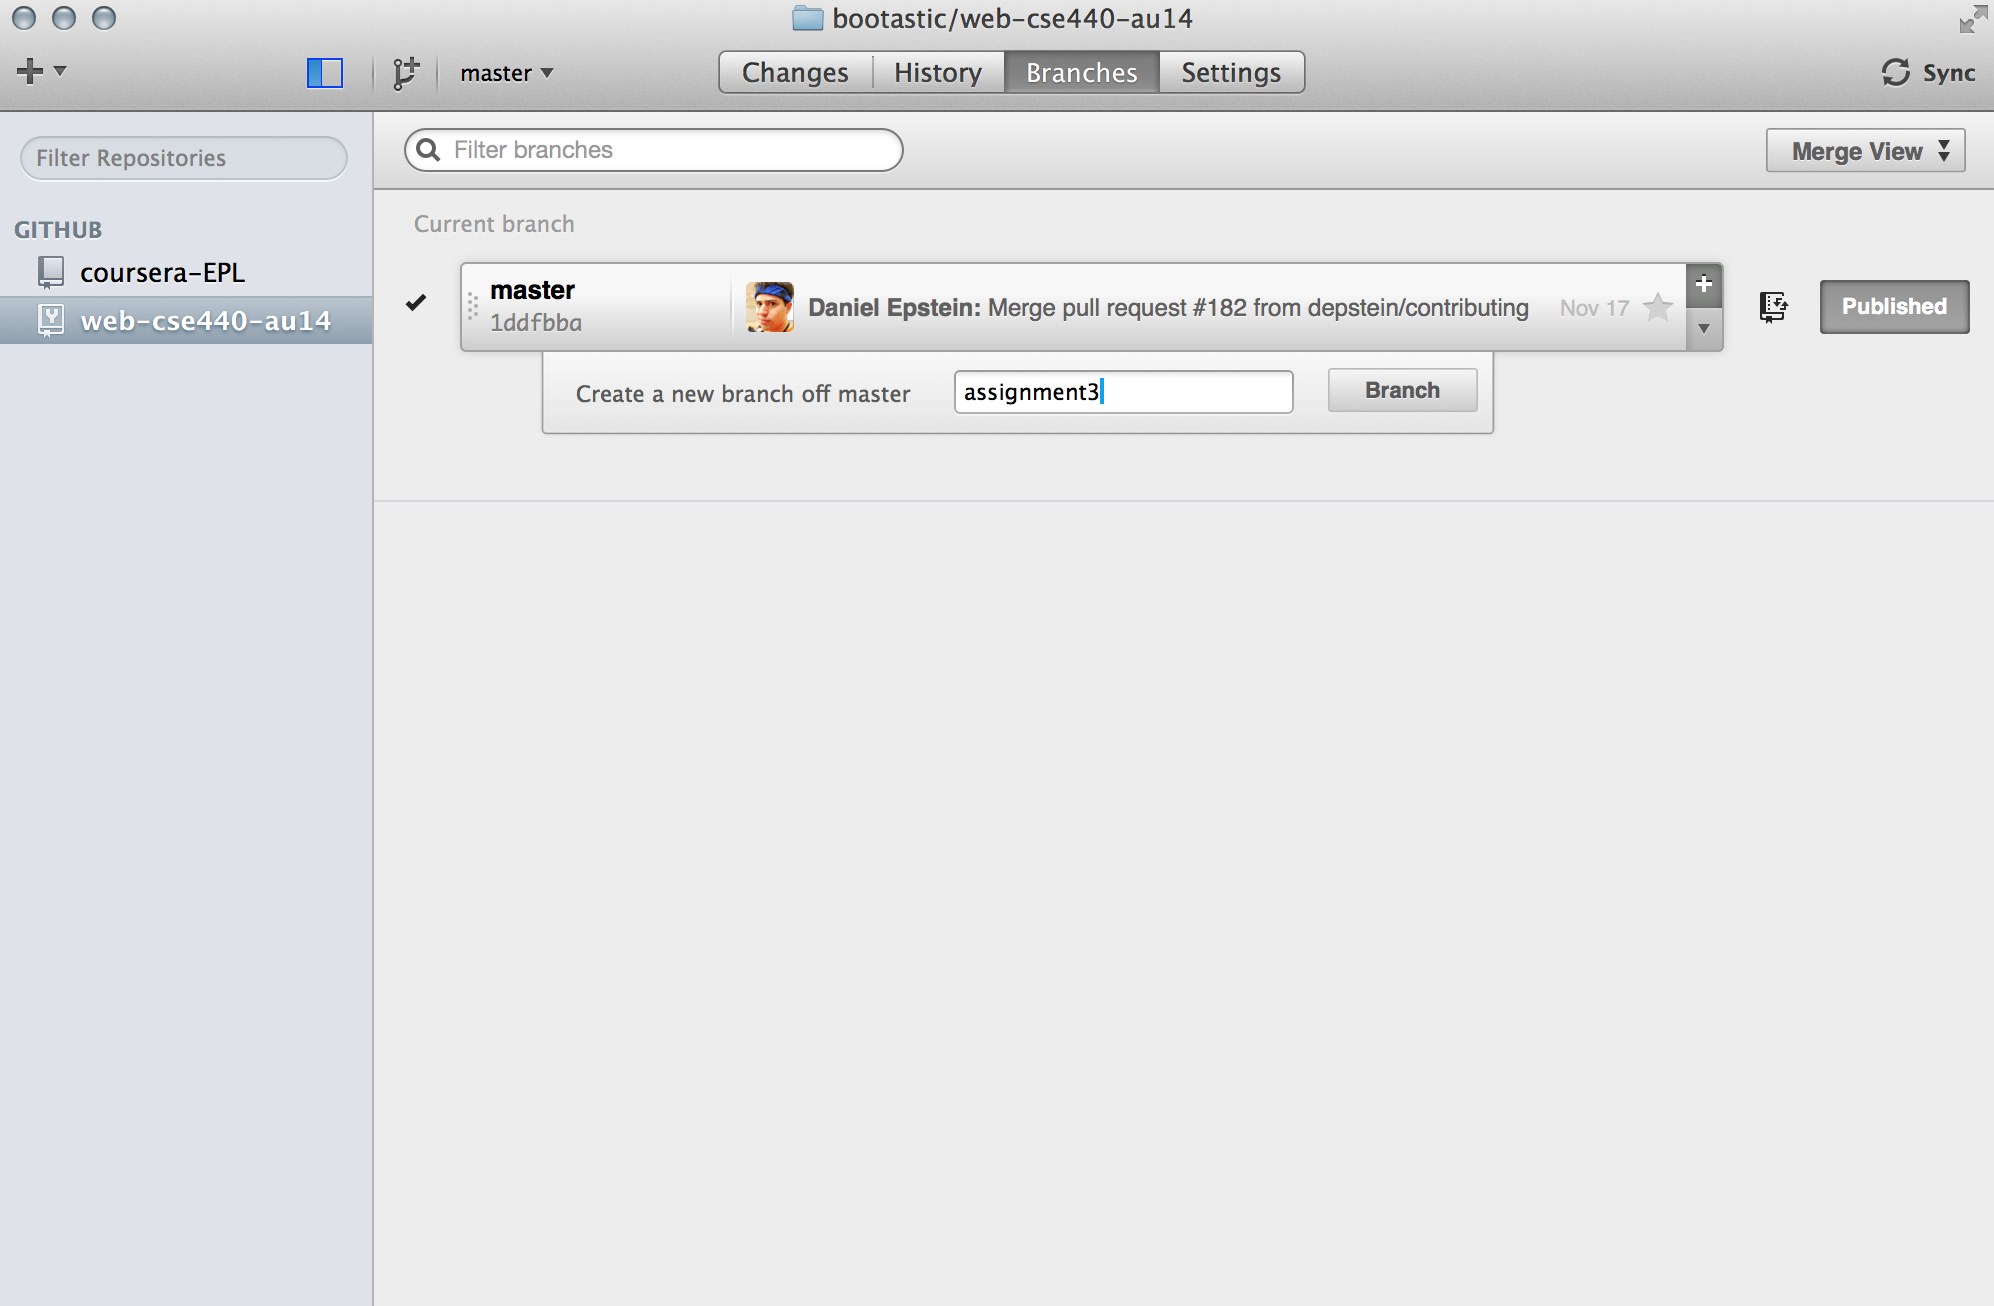 bootastic/web-cse440-au14
master
Changes
History
Branches
Settings
Sync
Filter Repositories
GITHUB
coursera-EPL
web-cse440-au14
Filter branches
Merge View
Current branch
master
1ddfbba
Daniel Epstein: Merge pull request #182 from depstein/contributing
Nov 17
Published
Create a new branch off master
assignment3
Branch